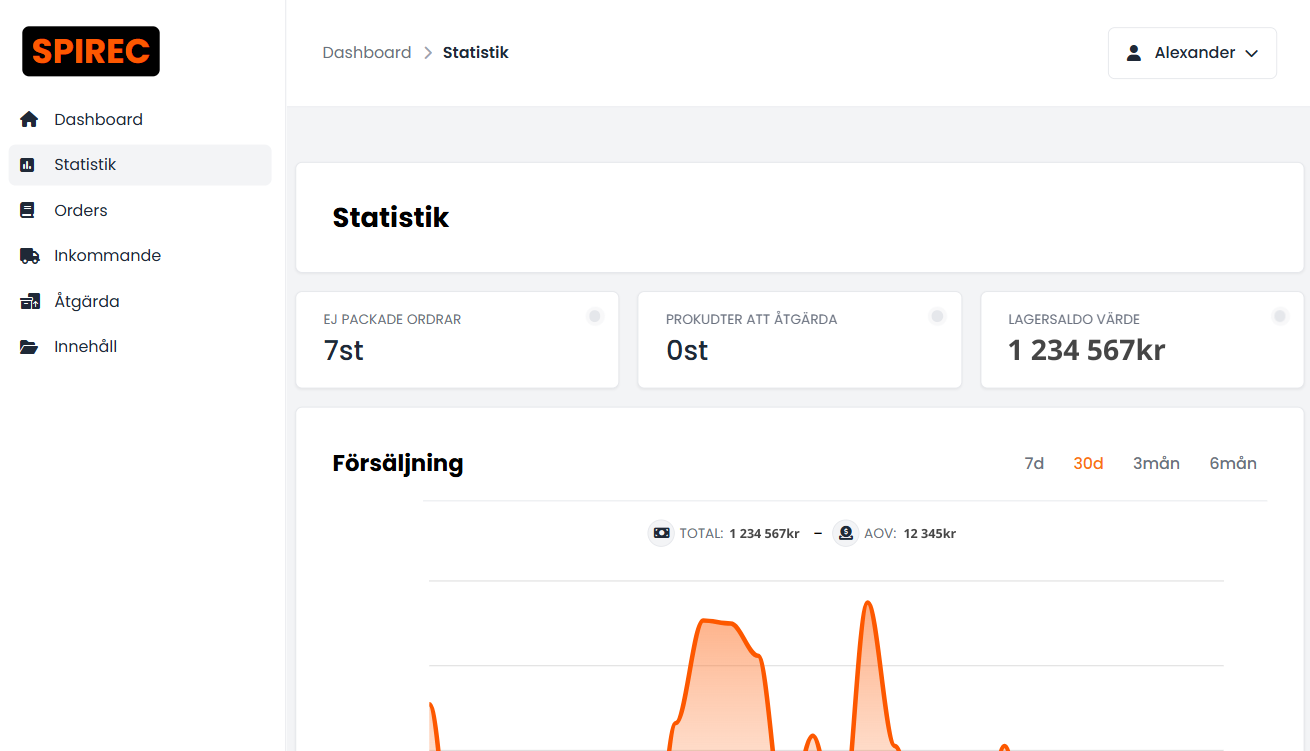 SPIREC
Dashboard
Statistik
Orders
Inkommande
Åtgärda
Innehåll
Dashboard Statistik
Alexander
Statistik
EJ PACKADE ORDRAR
7st
PROKUDTER ATT ÅTGÄRDA
0st
LAGERSALDO VÄRDE
1 234 567kr
Försäljning
7d 30d 3mån 6mån
TOTAL: 1 234 567kr – AOV: 12 345kr